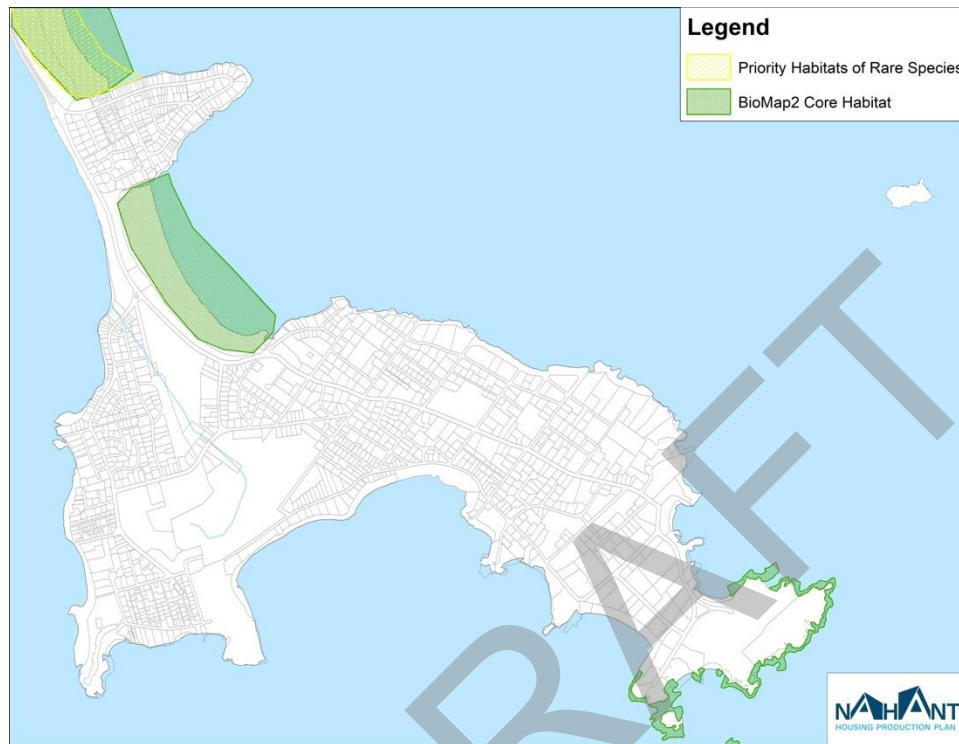 Legend
Priority Habitats of Rare Species
BioMap2 Core Habitat
DRAFT
NAHANT
HOUSING PRODUCTION PLAN